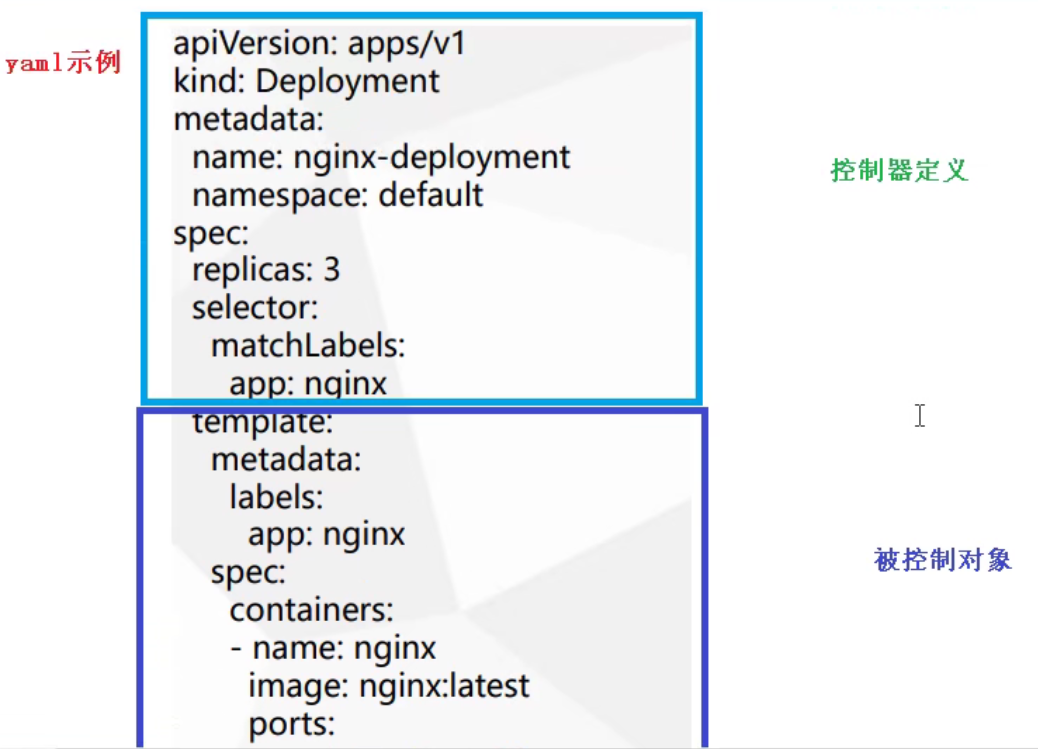 yaml示例
apiVersion: apps/v1
kind: Deployment
metadata:
  name: nginx-deployment
  namespace: default
spec:
  replicas: 3
  selector:
    matchLabels:
      app: nginx
控制器定义
  template:
    metadata:
      labels:
        app: nginx
    spec:
      containers:
      - name: nginx
        image: nginx:latest
        ports:
被控制对象